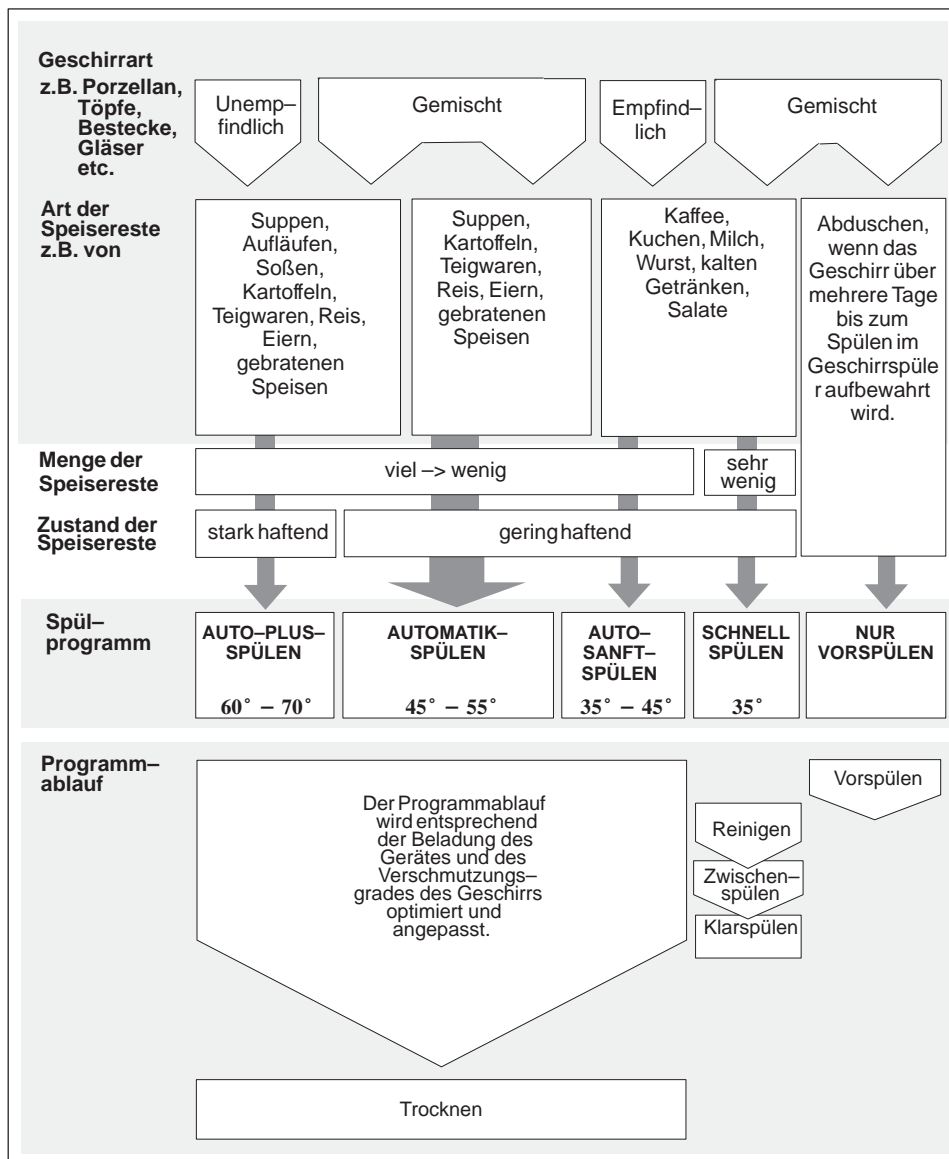 Geschirrart
z.B. Porzellan,
Töpfe,
Bestecke,
Gläser
etc.
Unemp–
findlich
Gemischt
Empfind–
lich
Gemischt
Art der
Speisereste
z.B. von
Suppen,
Aufläufen,
Soßen,
Kartoffeln,
Teigwaren, Reis,
Eiern,
gebratenen
Speisen
Suppen,
Kartoffeln,
Teigwaren,
Reis, Eiern,
gebratenen
Speisen
Kaffee,
Kuchen, Milch,
Wurst, kalten
Getränken,
Salate
Abduschen,
wenn das
Geschirr über
mehrere Tage
bis zum
Spülen im
Geschirrspüle
r aufbewahrt
wird.
Menge der
Speisereste
viel –> wenig
sehr
wenig
Zustand der
Speisereste
stark haftend
gering haftend
Spül–
programm
AUTO–PLUS–
SPÜLEN
60° – 70°
AUTOMATIK–
SPÜLEN
45° – 55°
AUTO–
SANFT–
SPÜLEN
35° – 45°
SCHNELL
SPÜLEN
35°
NUR
VORSPÜLEN
Programm–
ablauf
Der Programmablauf
wird entsprechend
der Beladung des
Gerätes und des
Verschmutzungs-
grades des Geschirrs
optimiert und
angepasst.
Vorspülen
Reinigen
Zwischen–
spülen
Klarspülen
Trocknen